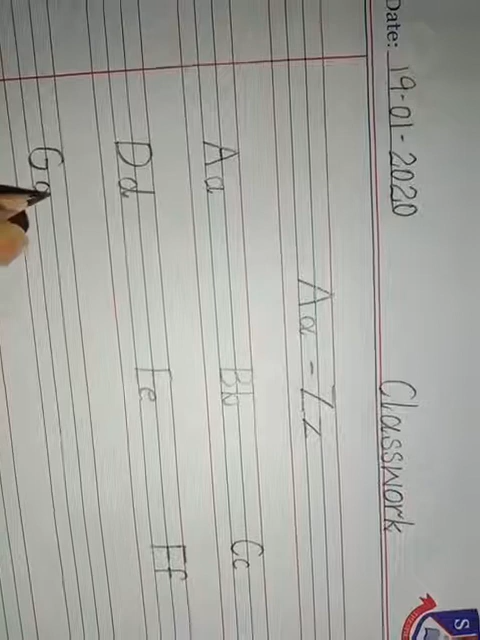 Date: 19-01-2020 Classwork
Aa - Zz
Aa Bb Cc
Dd Ee Ff
G